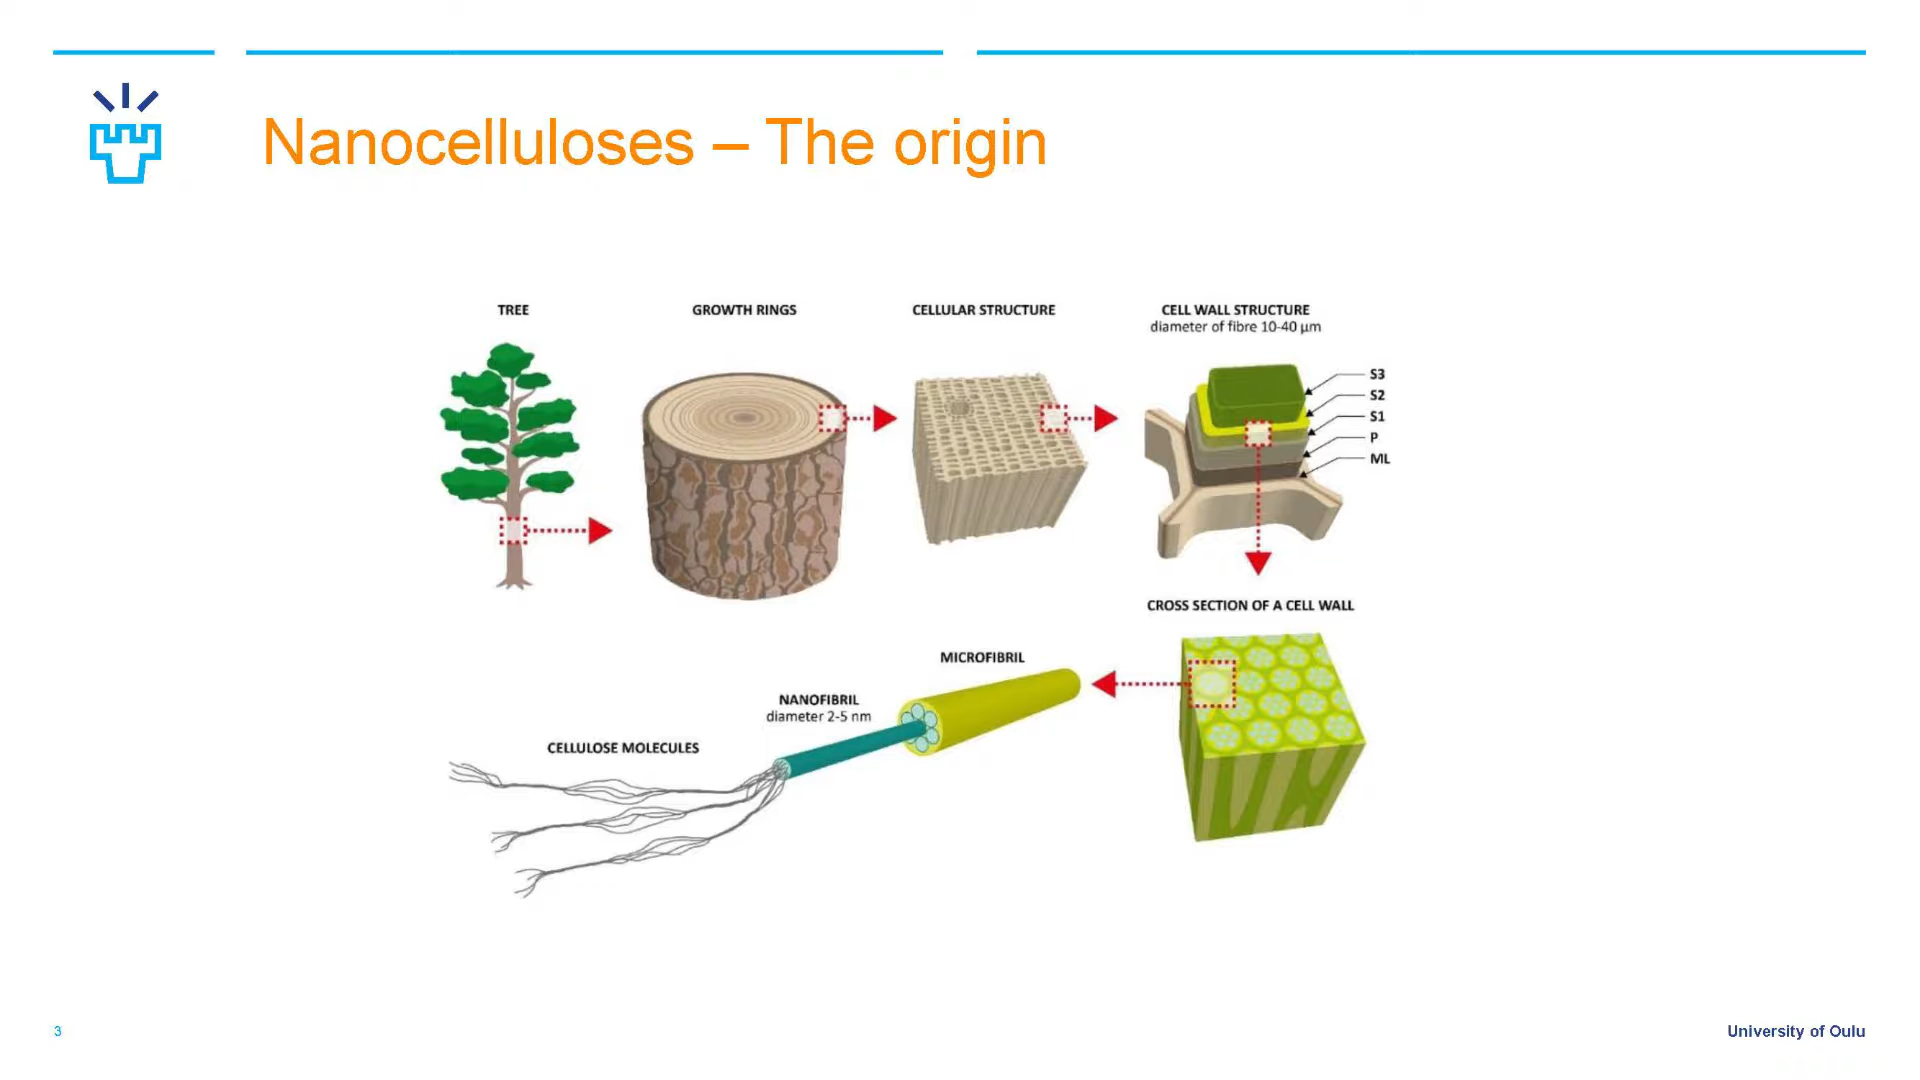 Nanocelluloses – The origin
TREE
GROWTH RINGS
CELLULAR STRUCTURE
CELL WALL STRUCTURE
diameter of fibre 10-40 µm
S3
S2
S1
P
ML
CROSS SECTION OF A CELL WALL
MICROFIBRIL
NANOFIBRIL
diameter 2-5 nm
CELLULOSE MOLECULES
3
University of Oulu